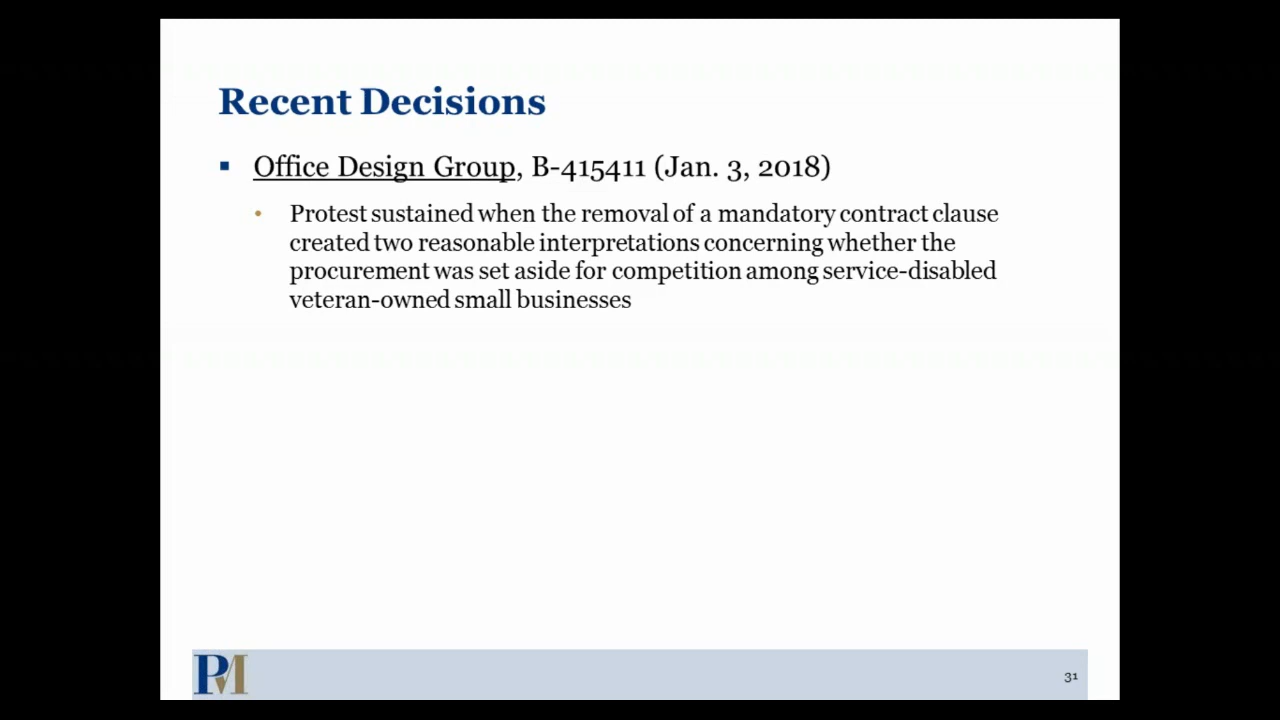 Recent Decisions
▪ Office Design Group, B-415411 (Jan. 3, 2018)
• Protest sustained when the removal of a mandatory contract clause
created two reasonable interpretations concerning whether the
procurement was set aside for competition among service-disabled
veteran-owned small businesses
PM
31